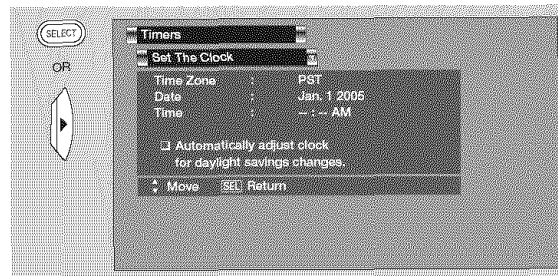 SELECT
OR
Timers
Set The Clock
Time Zone : PST
Date : Jan. 1 2005
Time : -- : -- AM
❏ Automatically adjust clock
for daylight savings changes.
Move SEL Return